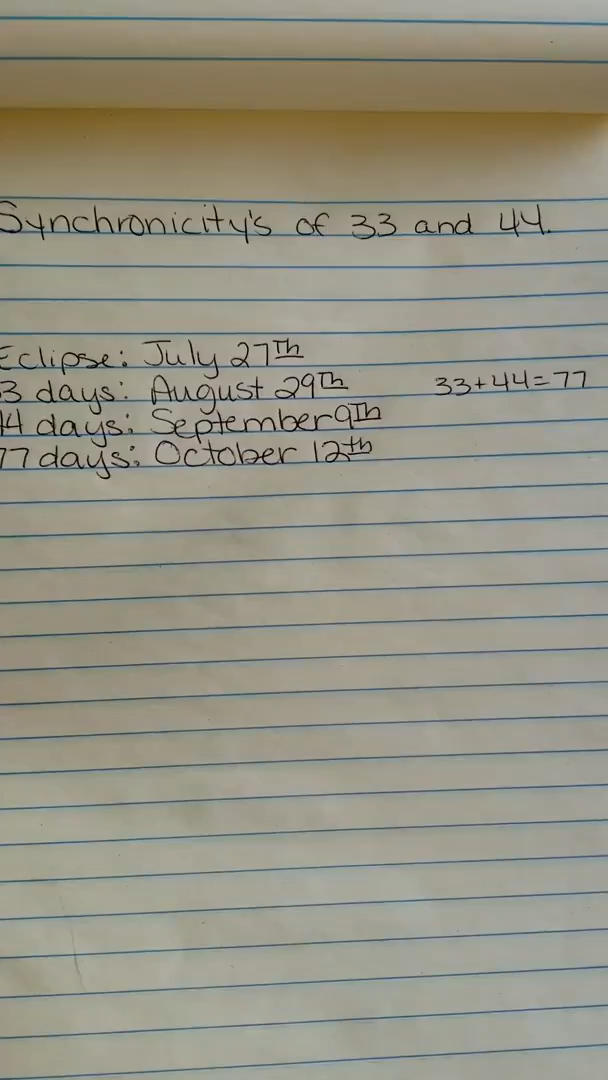 Synchronicity's of 33 and 44.
Eclipse: July 27Th
3 days: August 29Th 33+44=77
44 days: September 9Th
77 days: October 12th